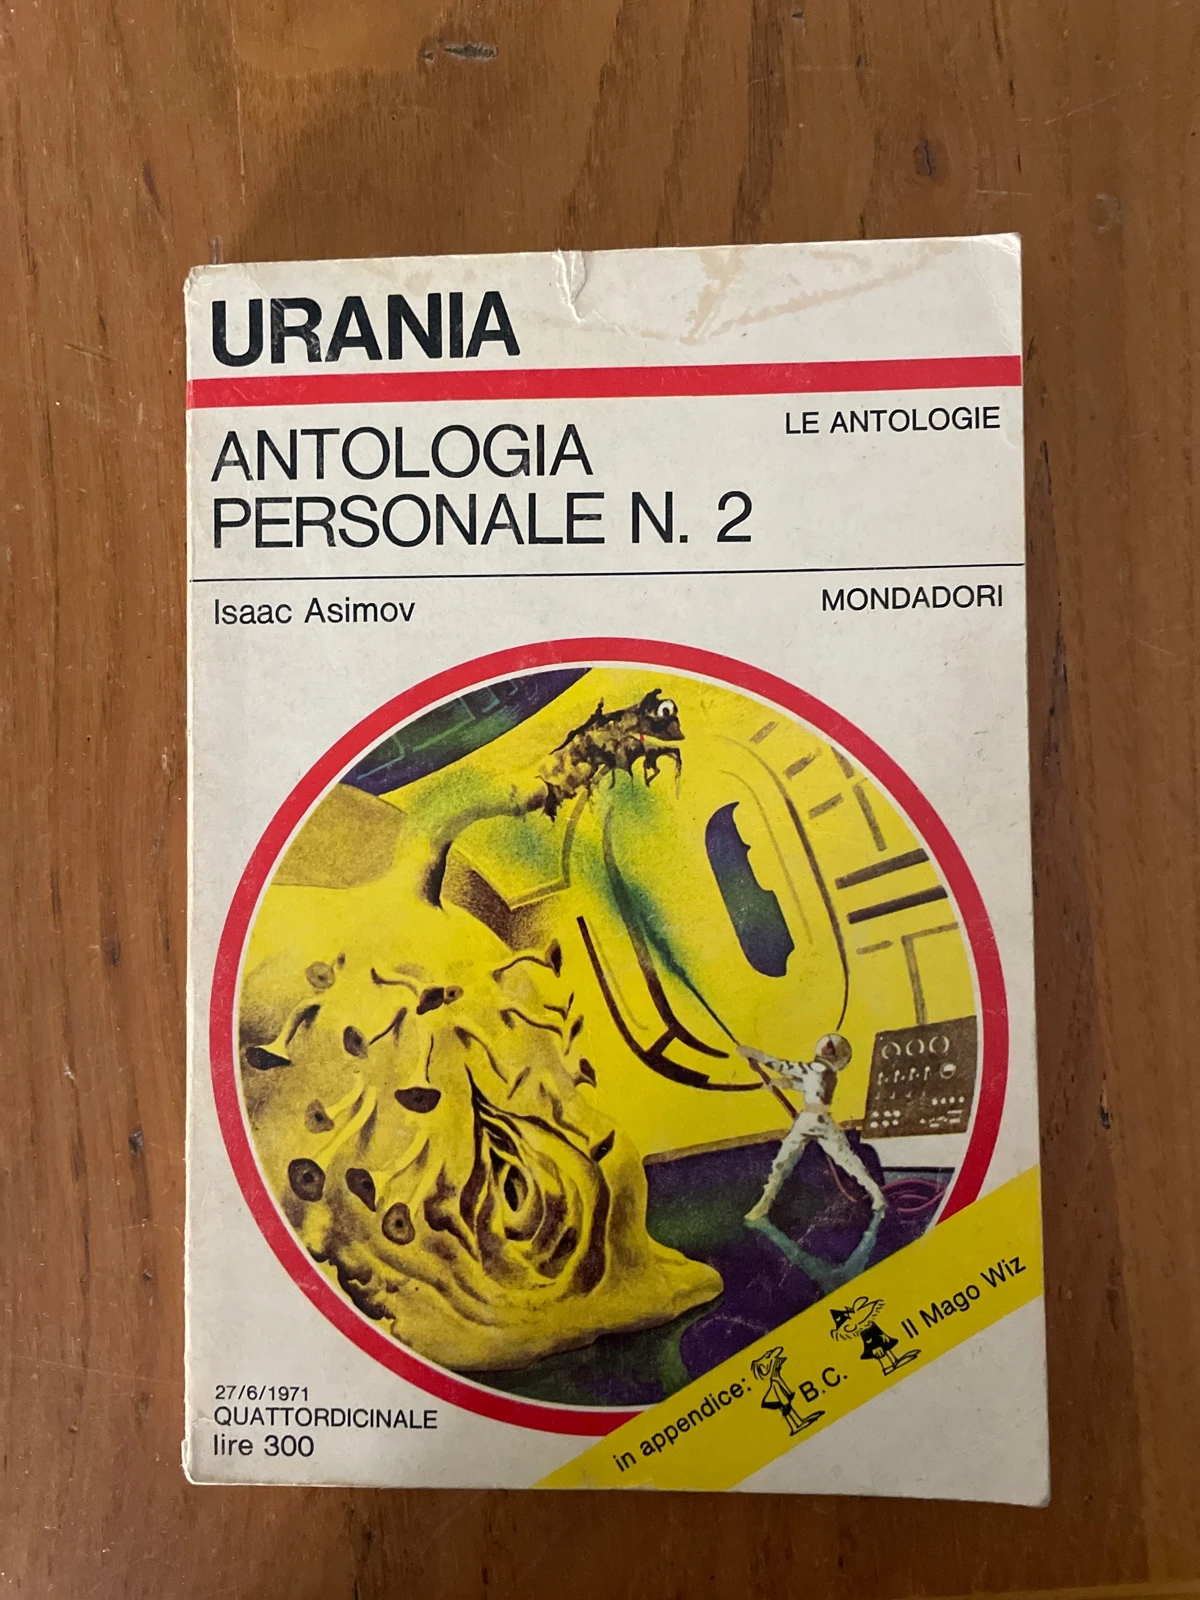 URANIA
LE ANTOLOGIE
ANTOLOGIA
PERSONALE N. 2
Isaac Asimov
MONDADORI
27/6/1971
QUATTORDICINALE
lire 300
in appendice: B.C. Il Mago Wiz